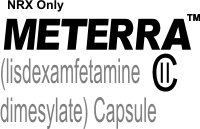 NRX Only
METERRA™
(lisdexamfetamine CII
dimesylate) Capsule